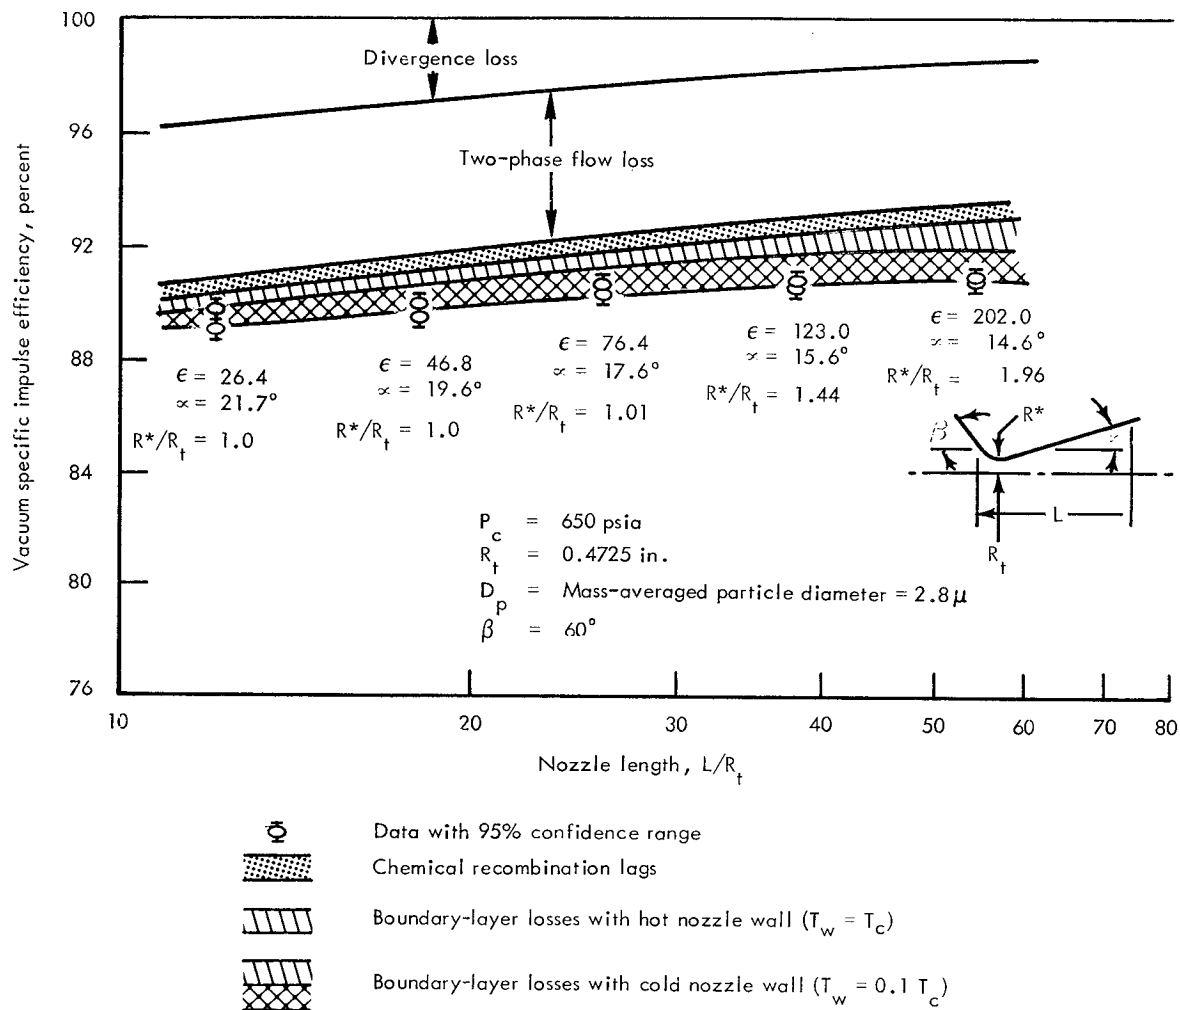 100
96
92
88
84
80
76
Vacuum specific impulse efficiency, percent
Divergence loss
Two-phase flow loss
ϵ = 26.4
∝ = 21.7°
R*/Rt = 1.0
ϵ = 46.8
∝ = 19.6°
R*/Rt = 1.0
ϵ = 76.4
∝ = 17.6°
R*/Rt = 1.01
ϵ = 123.0
∝ = 15.6°
R*/Rt = 1.44
ϵ = 202.0
∝ = 14.6°
R*/Rt = 1.96
β
R*
∝
L
Rt
Pc = 650 psia
Rt = 0.4725 in.
Dp = Mass-averaged particle diameter = 2.8μ
β = 60°
10 20 30 40 50 60 70 80
Nozzle length, L/Rt
Data with 95% confidence range
Chemical recombination lags
Boundary-layer losses with hot nozzle wall (Tw = Tc)
Boundary-layer losses with cold nozzle wall (Tw = 0.1 Tc)